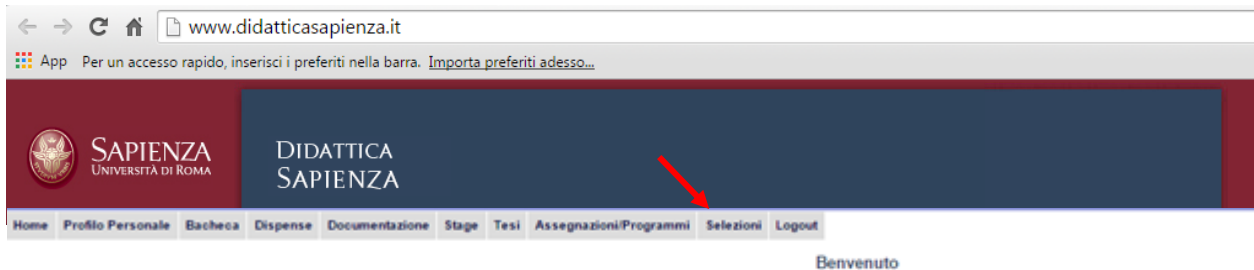 www.didatticasapienza.it
App Per un accesso rapido, inserisci i preferiti nella barra. Importa preferiti adesso...
SAPIENZA
UNIVERSITÀ DI ROMA
DIDATTICA
SAPIENZA
Home Profilo Personale Bacheca Dispense Documentazione Stage Tesi Assegnazioni/Programmi Selezioni Logout
Benvenuto